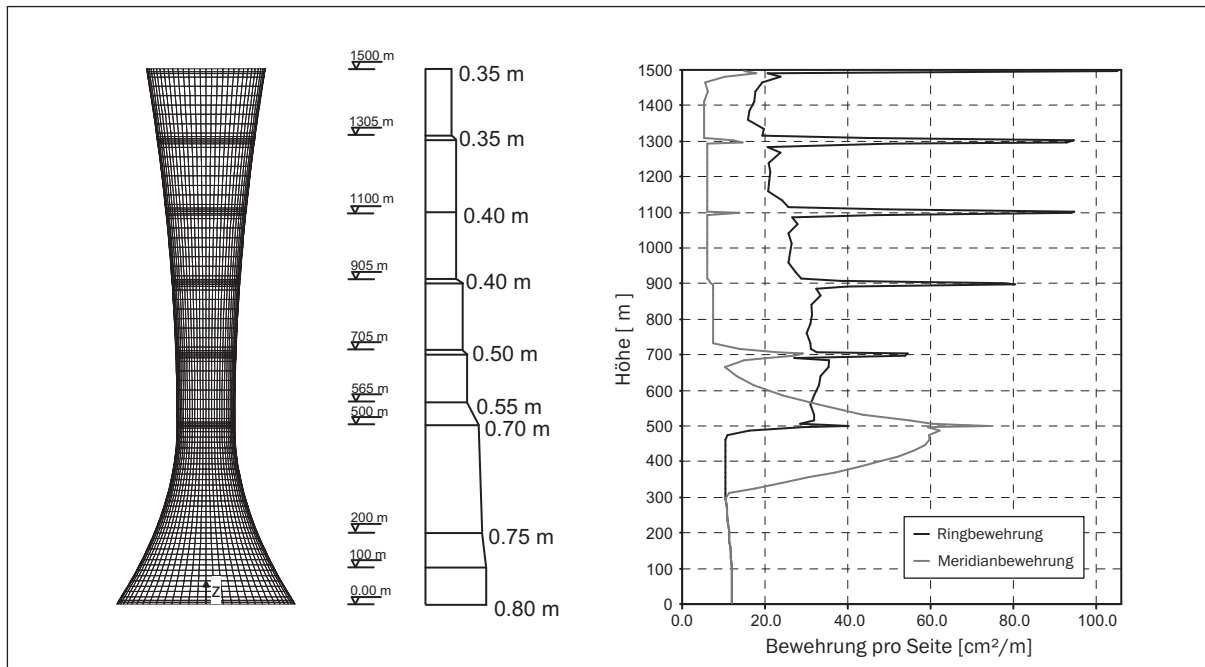 1500 m
1305 m
1100 m
905 m
705 m
565 m
500 m
200 m
100 m
0.00 m
Z
0.35 m
0.35 m
0.40 m
0.40 m
0.50 m
0.55 m
0.70 m
0.75 m
0.80 m
Höhe [ m ]
1500
1400
1300
1200
1100
1000
900
800
700
600
500
400
300
200
100
0
0.0 20.0 40.0 60.0 80.0 100.0
Bewehrung pro Seite [cm²/m]
Ringbewehrung
Meridianbewehrung